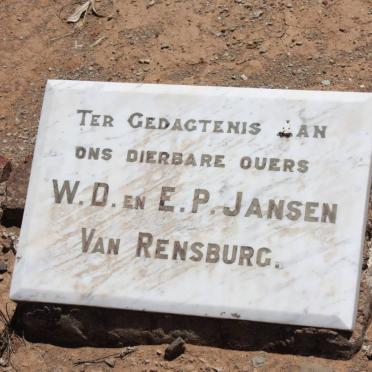 Ter Gedagtenis aan
ons dierbare ouers
W.D. en E.P. Jansen
Van Rensburg.